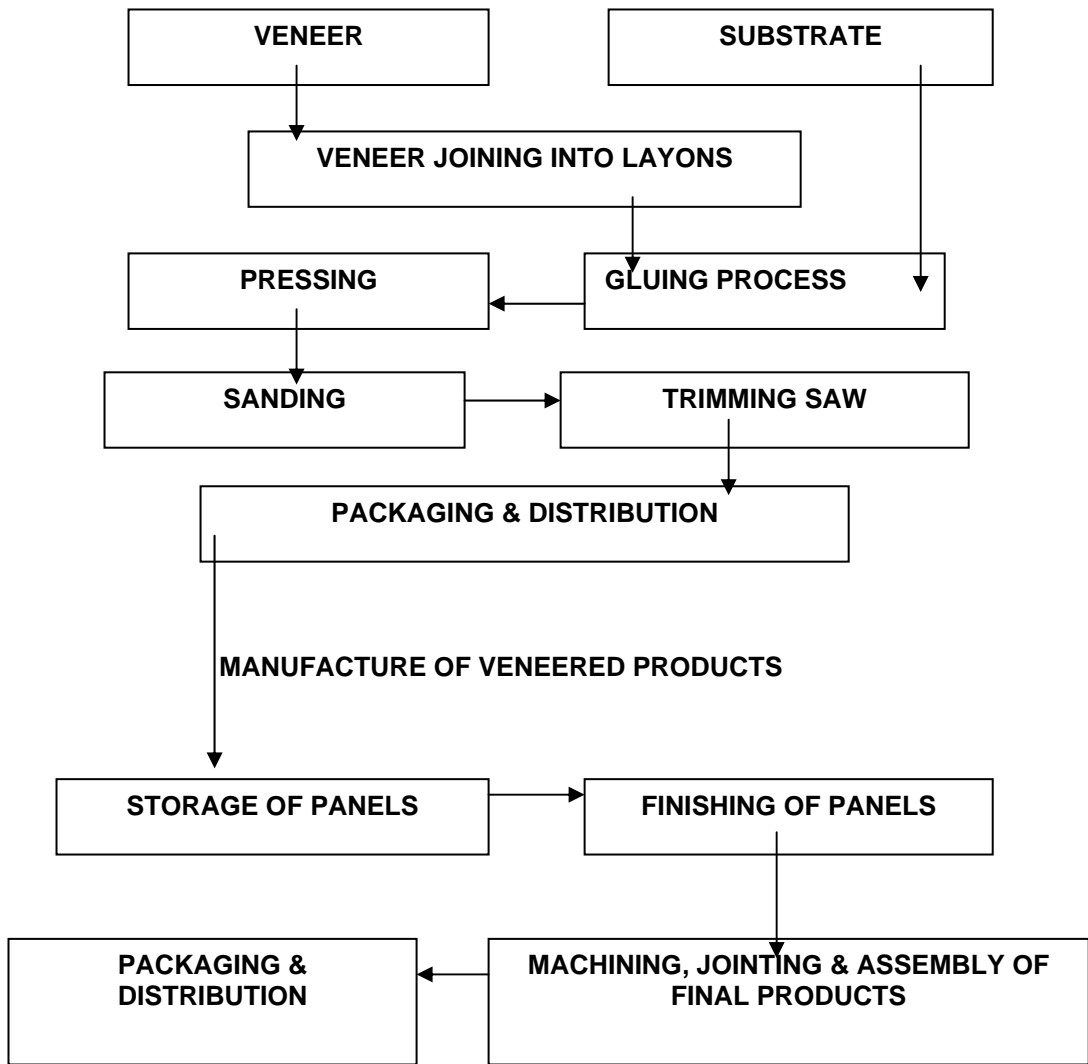 VENEER
SUBSTRATE
VENEER JOINING INTO LAYONS
PRESSING
GLUING PROCESS
SANDING
TRIMMING SAW
PACKAGING & DISTRIBUTION
MANUFACTURE OF VENEERED PRODUCTS
STORAGE OF PANELS
FINISHING OF PANELS
PACKAGING &
DISTRIBUTION
MACHINING, JOINTING & ASSEMBLY OF
FINAL PRODUCTS